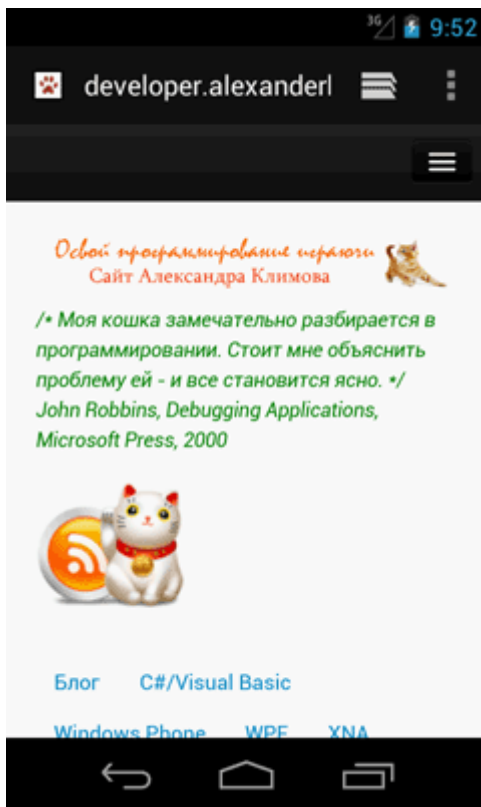 3G 9:52
developer.alexanderl
Освой программирование играючи
Сайт Александра Климова
/* Моя кошка замечательно разбирается в
программировании. Стоит мне объяснить
проблему ей - и все становится ясно. */
John Robbins, Debugging Applications,
Microsoft Press, 2000
Блог C#/Visual Basic
Windows Phone WPF XNA